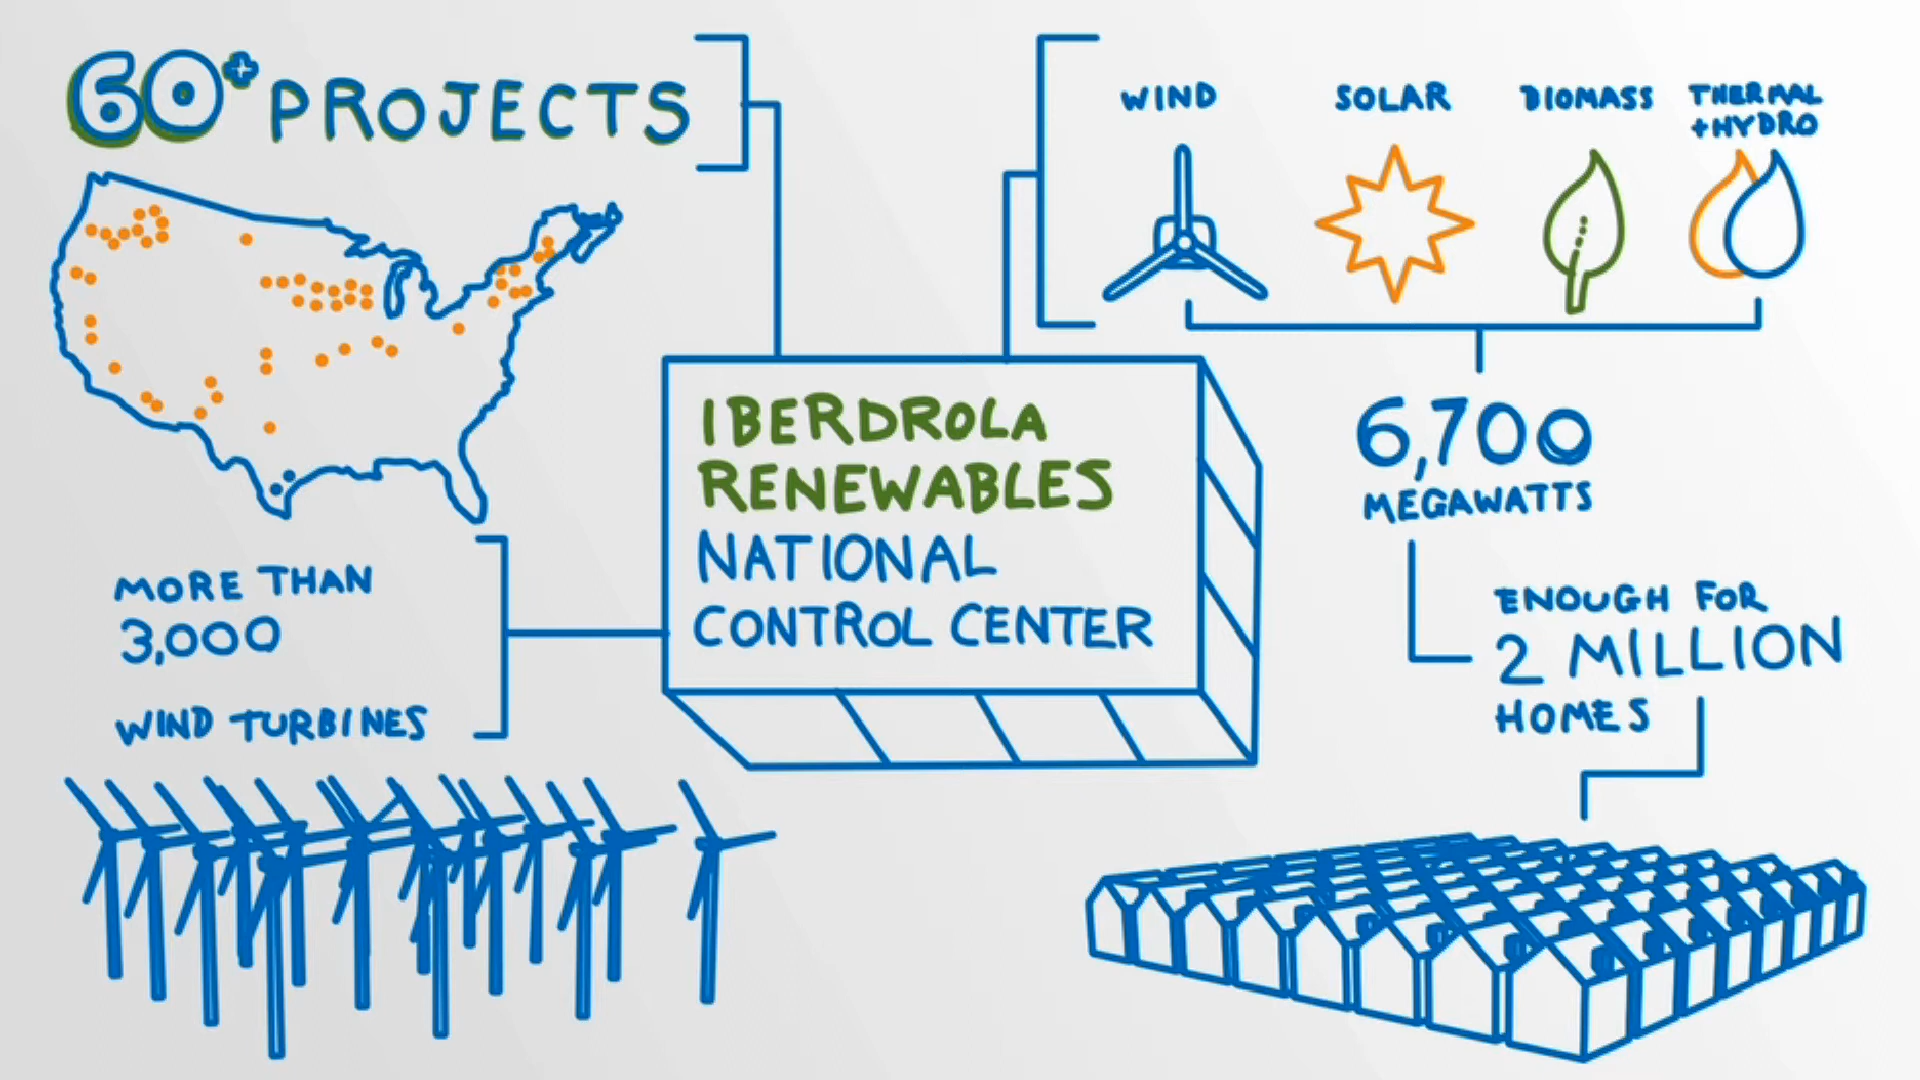 60+ PROJECTS
WIND
SOLAR
BIOMASS
THERMAL
+HYDRO
IBERDROLA
RENEWABLES
NATIONAL
CONTROL CENTER
6,700
MEGAWATTS
MORE THAN
3,000
WIND TURBINES
ENOUGH FOR
2 MILLION
HOMES